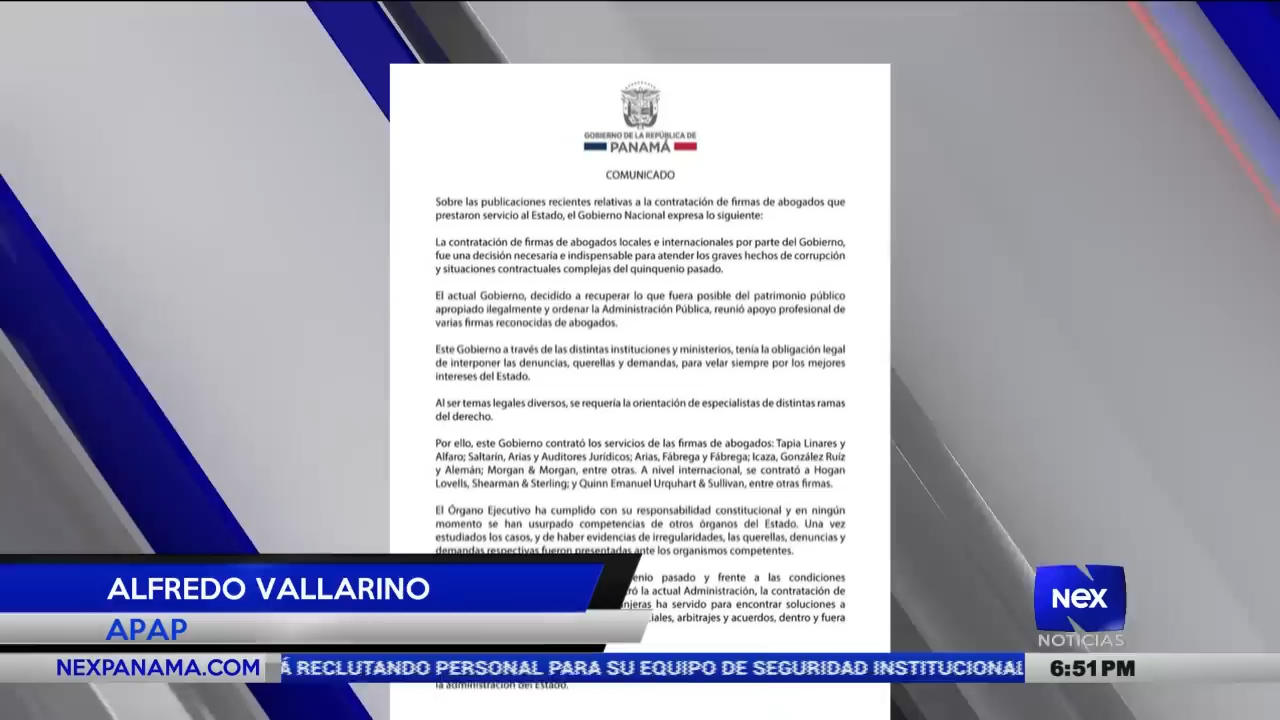 GOBIERNO DE LA REPÚBLICA DE
PANAMÁ
COMUNICADO
Sobre las publicaciones recientes relativas a la contratación de firmas de abogados que
prestaron servicio al Estado, el Gobierno Nacional expresa lo siguiente:
La contratación de firmas de abogados locales e internacionales por parte del Gobierno,
fue una decisión necesaria e indispensable para atender los graves hechos de corrupción
y situaciones contractuales complejas del quinquenio pasado.
El actual Gobierno, decidido a recuperar lo que fuera posible del patrimonio público
apropiado ilegalmente y ordenar la Administración Pública, reunió apoyo profesional de
varias firmas reconocidas de abogados.
Este Gobierno a través de las distintas instituciones y ministerios, tenía la obligación legal
de interponer las denuncias, querellas y demandas, para velar siempre por los mejores
intereses del Estado.
Al ser temas legales diversos, se requería la orientación de especialistas de distintas ramas
del derecho.
Por ello, este Gobierno contrató los servicios de las firmas de abogados: Tapia Linares y
Alfaro; Saltarín, Arias y Auditores Jurídicos; Arias, Fábrega y Fábrega; Icaza, González Ruíz
y Alemán; Morgan & Morgan, entre otras. A nivel internacional, se contrató a Hogan
Lovells, Shearman & Sterling; y Quinn Emanuel Urquhart & Sullivan, entre otras firmas.
El Órgano Ejecutivo ha cumplido con su responsabilidad constitucional y en ningún
momento se han usurpado competencias de otros órganos del Estado. Una vez
estudiados los casos, y de haber evidencias de irregularidades, las querellas, denuncias y
demandas respectivas fueron presentadas ante los organismos competentes.
pasado y frente a las condiciones
la actual Administración, la contratación de
ha servido para encontrar soluciones a
arbitrajes y acuerdos, dentro y fuera
la administración del Estado.
ALFREDO VALLARINO
APAP
NEX
NOTICIAS
NEXPANAMA.COM
RECLUTANDO PERSONAL PARA SU EQUIPO DE SEGURIDAD INSTITUCIONAL
6:51 PM